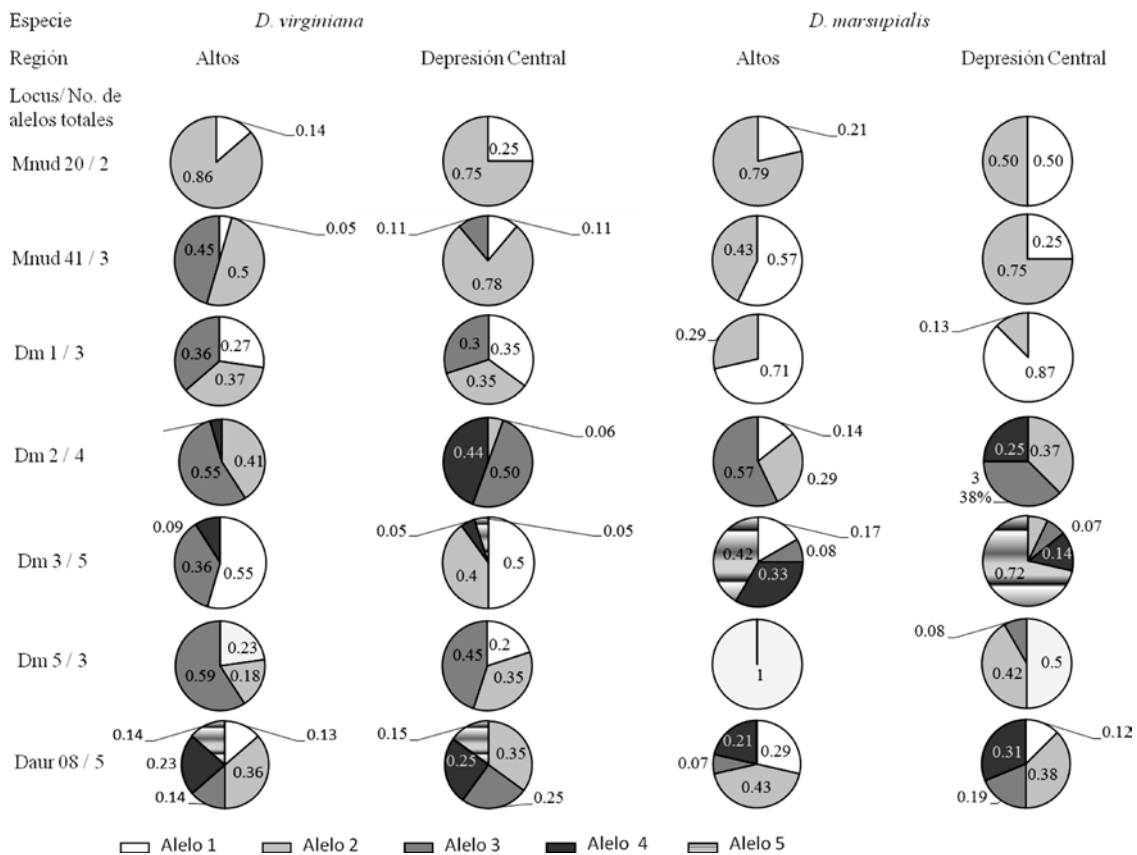 Especie D. virginiana D. marsupialis
Región Altos Depresión Central Altos Depresión Central
Locus/ No. de
alelos totales
Mnud 20 / 2 0.14 0.86 0.25 0.75 0.21 0.79 0.50 0.50
Mnud 41 / 3 0.05 0.45 0.5 0.11 0.11 0.78 0.43 0.57 0.25 0.75
Dm 1 / 3 0.36 0.27 0.37 0.3 0.35 0.35 0.29 0.71 0.13 0.87
Dm 2 / 4 0.55 0.41 0.44 0.06 0.50 0.14 0.57 0.29 0.25 0.37 3 38%
Dm 3 / 5 0.09 0.36 0.55 0.05 0.05 0.4 0.5 0.17 0.42 0.08 0.33 0.07 0.14 0.72
Dm 5 / 3 0.23 0.59 0.18 0.45 0.2 0.35 1 0.08 0.42 0.5
Daur 08 / 5 0.14 0.13 0.23 0.36 0.14 0.15 0.35 0.25 0.25 0.21 0.29 0.07 0.43 0.12 0.31 0.38 0.19
Alelo 1 Alelo 2 Alelo 3 Alelo 4 Alelo 5